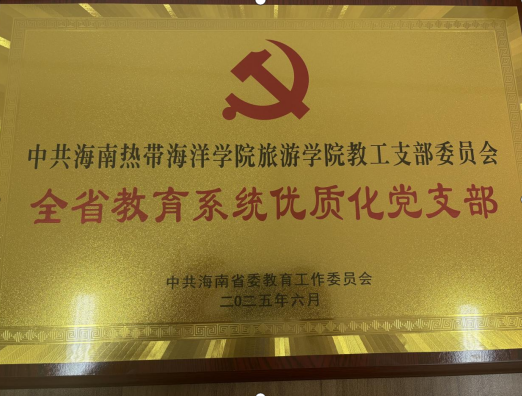 中共海南热带海洋学院旅游学院教工支部委员会
全省教育系统优质化党支部
中共海南省委教育工作委员会
二〇二五年六月